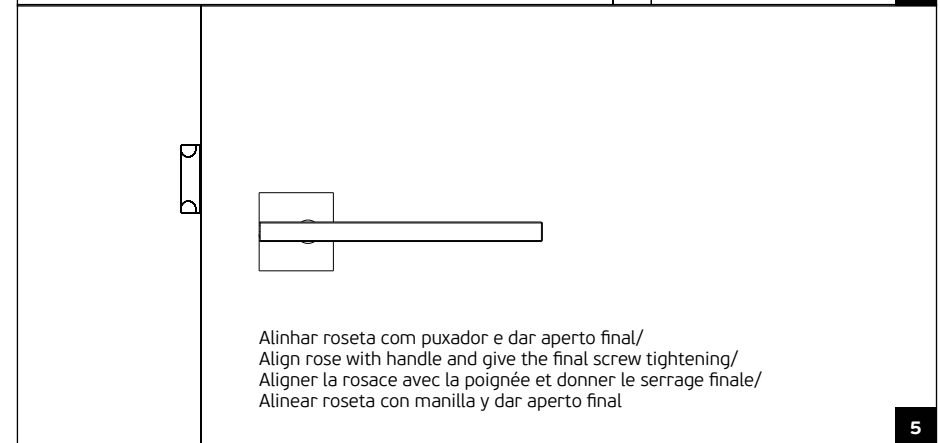 Alinhar roseta com puxador e dar aperto final/
Align rose with handle and give the final screw tightening/
Aligner la rosace avec la poignée et donner le serrage finale/
Alinear roseta con manilla y dar aperto final
5